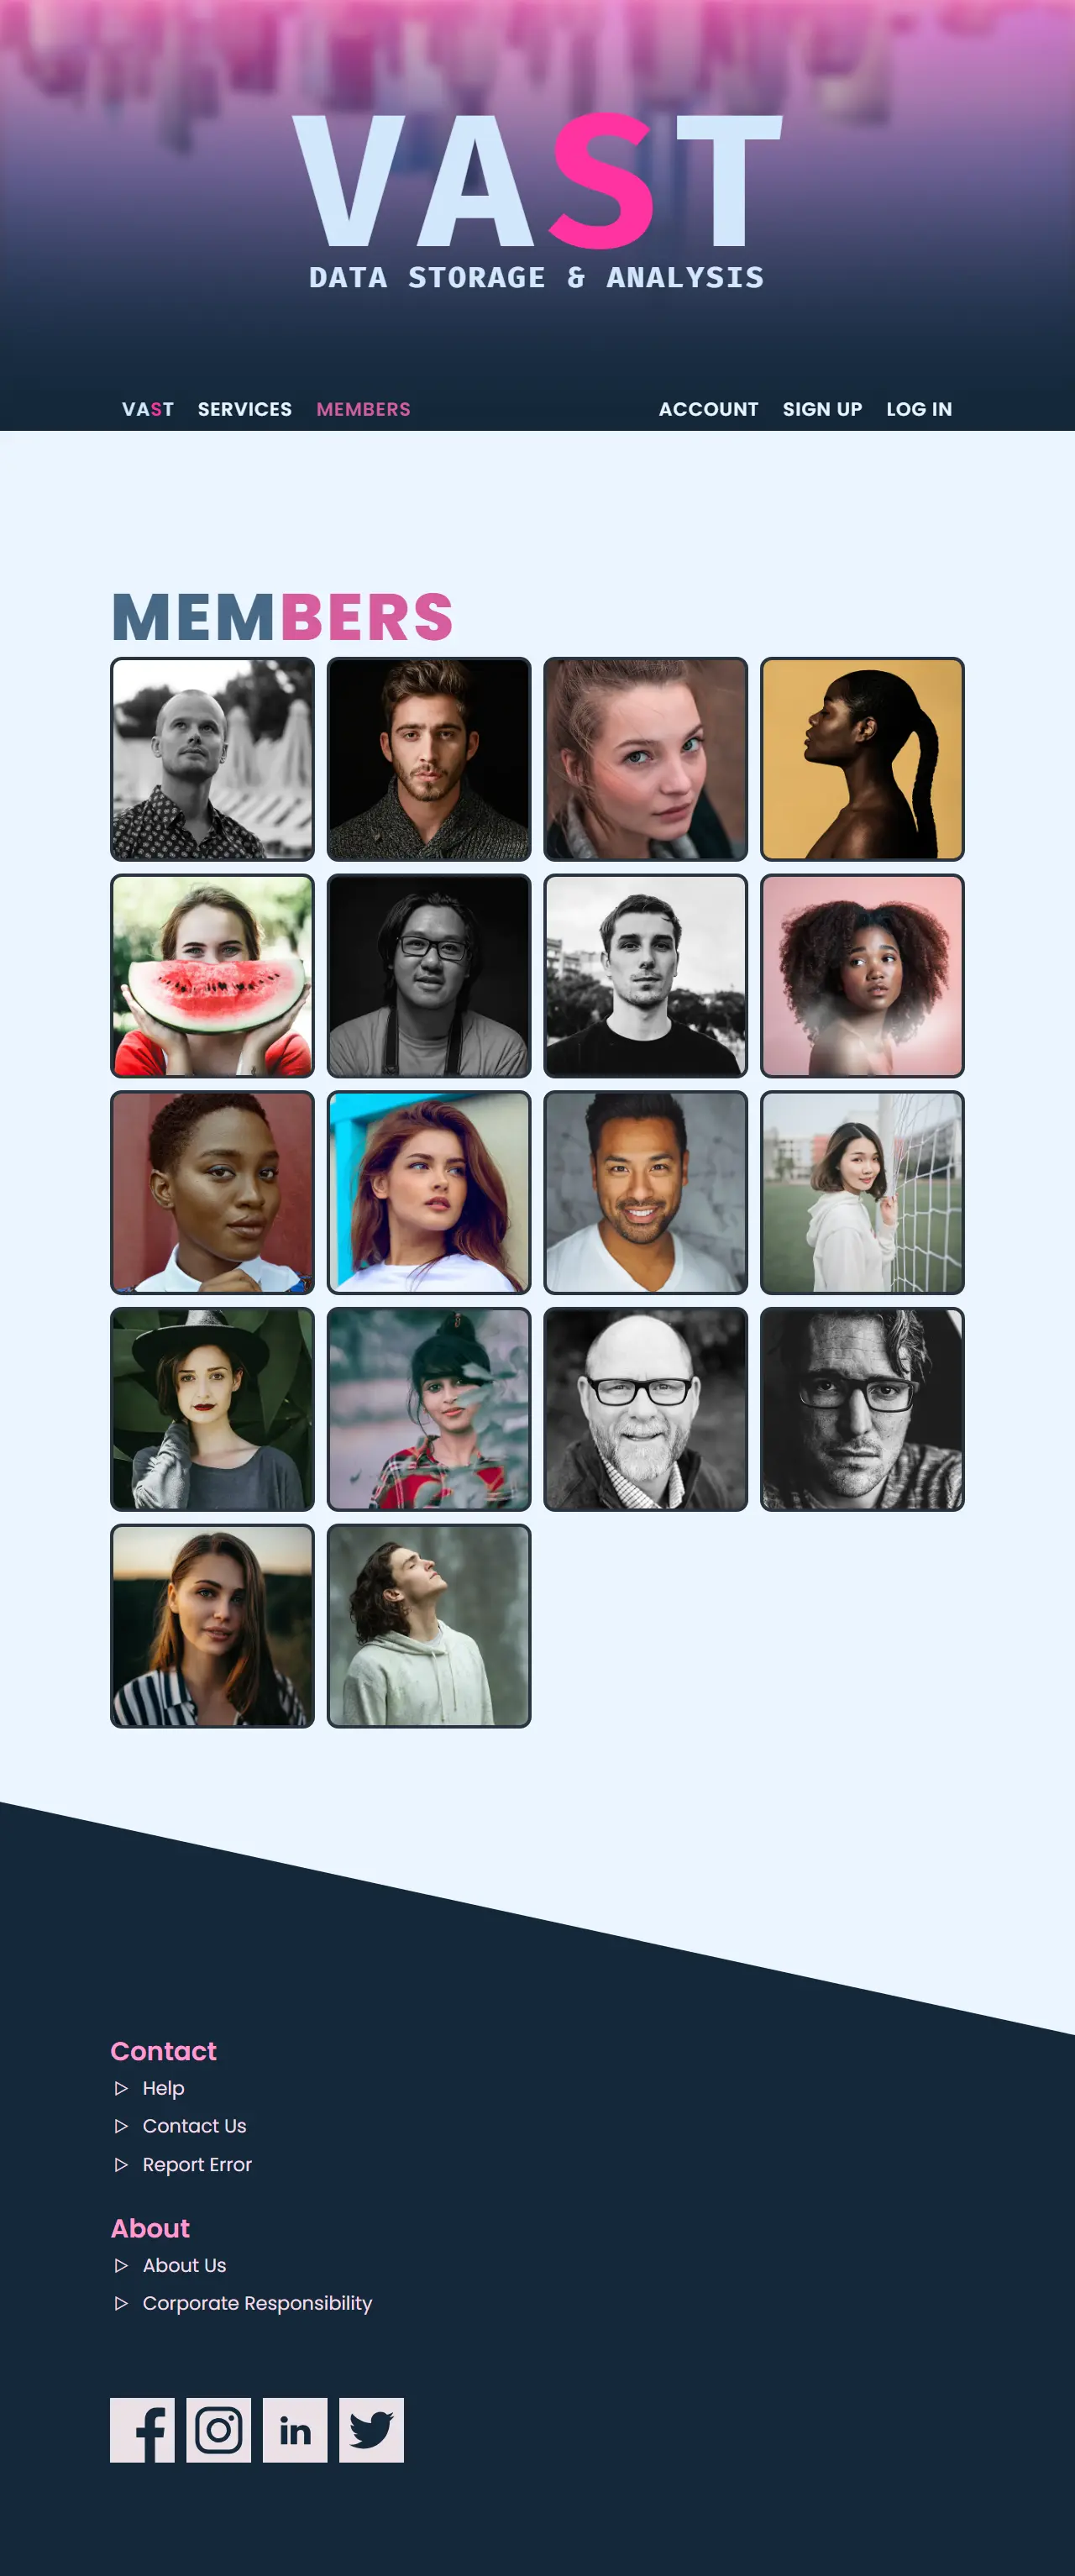 VAST
DATA STORAGE & ANALYSIS
VAST SERVICES MEMBERS ACCOUNT SIGN UP LOG IN
MEMBERS
Contact
Help
Contact Us
Report Error
About
About Us
Corporate Responsibility